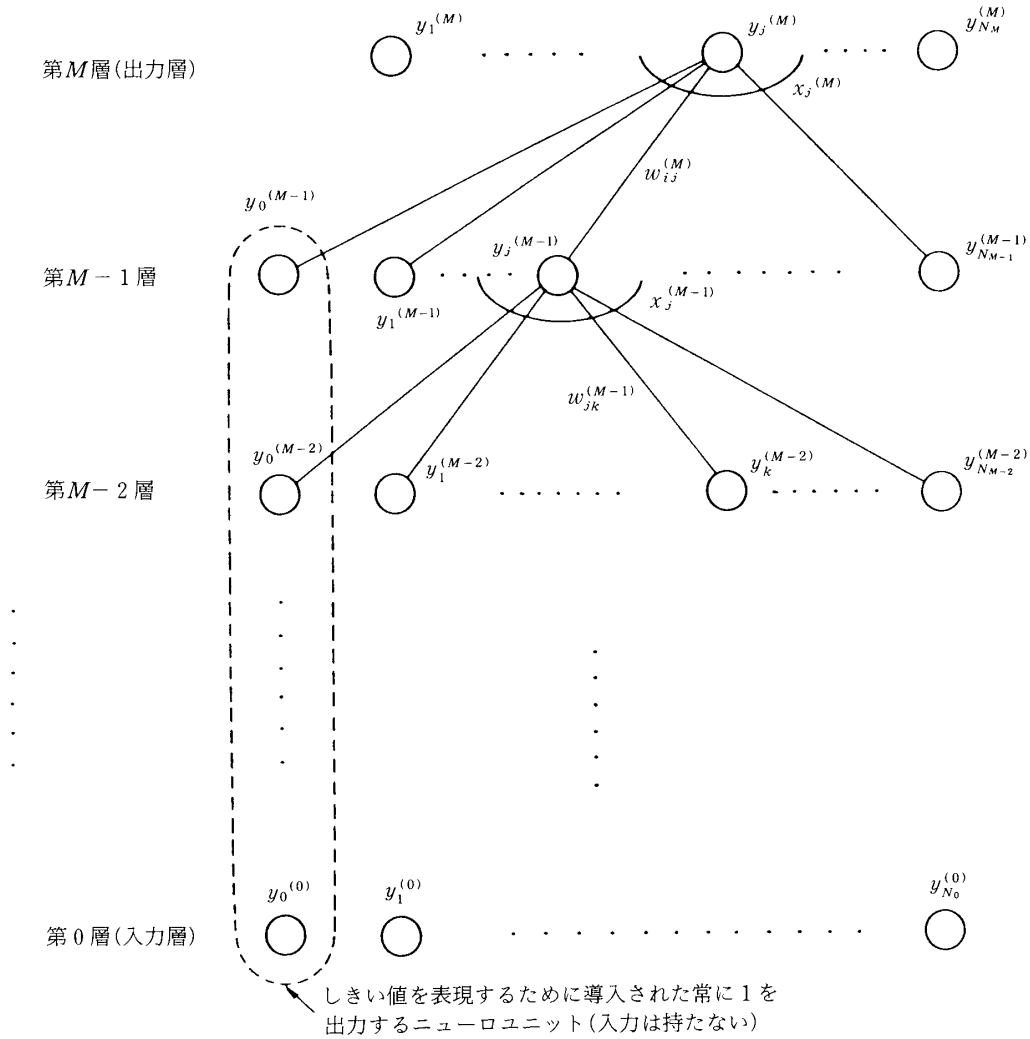 y_1^{(M)} y_j^{(M)} y_{N_M}^{(M)}
第M層(出力層)
x_j^{(M)}
w_{ij}^{(M)}
y_0^{(M-1)}
y_j^{(M-1)} y_{N_{M-1}}^{(M-1)}
第M-1層
y_1^{(M-1)} x_j^{(M-1)}
w_{jk}^{(M-1)}
y_0^{(M-2)} y_1^{(M-2)} y_k^{(M-2)} y_{N_{M-2}}^{(M-2)}
第M-2層
y_0^{(0)} y_1^{(0)} y_{N_0}^{(0)}
第0層(入力層)
しきい値を表現するために導入された常に1を
出力するニューロユニット(入力は持たない)